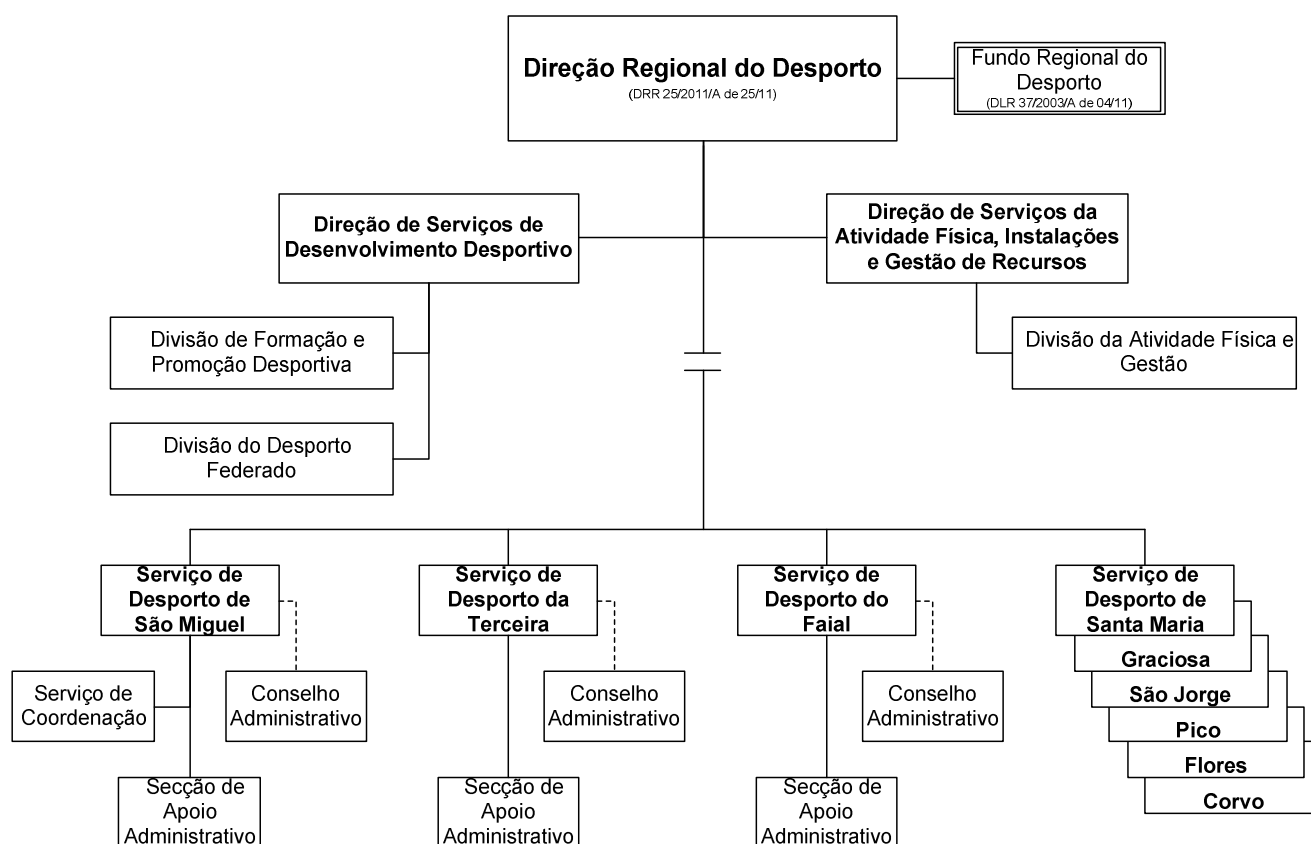 Direção Regional do Desporto
(DRR 25/2011/A de 25/11)
Fundo Regional do
Desporto
(DLR 37/2003/A de 04/11)
Direção de Serviços de
Desenvolvimento Desportivo
Direção de Serviços da
Atividade Física, Instalações
e Gestão de Recursos
Divisão de Formação e
Promoção Desportiva
Divisão da Atividade Física e
Gestão
Divisão do Desporto
Federado
Serviço de
Desporto de
São Miguel
Serviço de
Desporto da
Terceira
Serviço de
Desporto do
Faial
Serviço de
Desporto de
Santa Maria
Graciosa
São Jorge
Pico
Flores
Corvo
Serviço de
Coordenação
Conselho
Administrativo
Conselho
Administrativo
Conselho
Administrativo
Secção de
Apoio
Administrativo
Secção de
Apoio
Administrativo
Secção de
Apoio
Administrativo